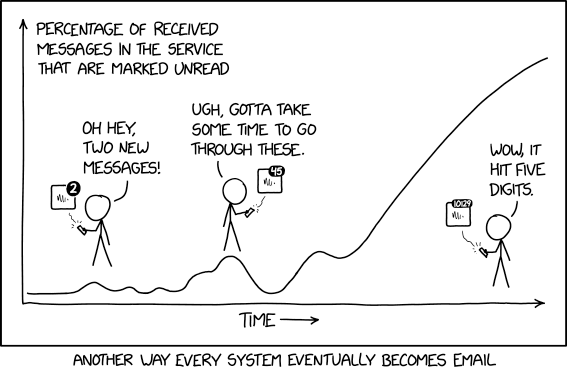 PERCENTAGE OF RECEIVED
MESSAGES IN THE SERVICE
THAT ARE MARKED UNREAD
OH HEY,
TWO NEW
MESSAGES!
2
UGH, GOTTA TAKE
SOME TIME TO GO
THROUGH THESE.
45
WOW, IT
HIT FIVE
DIGITS.
10129
TIME
ANOTHER WAY EVERY SYSTEM EVENTUALLY BECOMES EMAIL